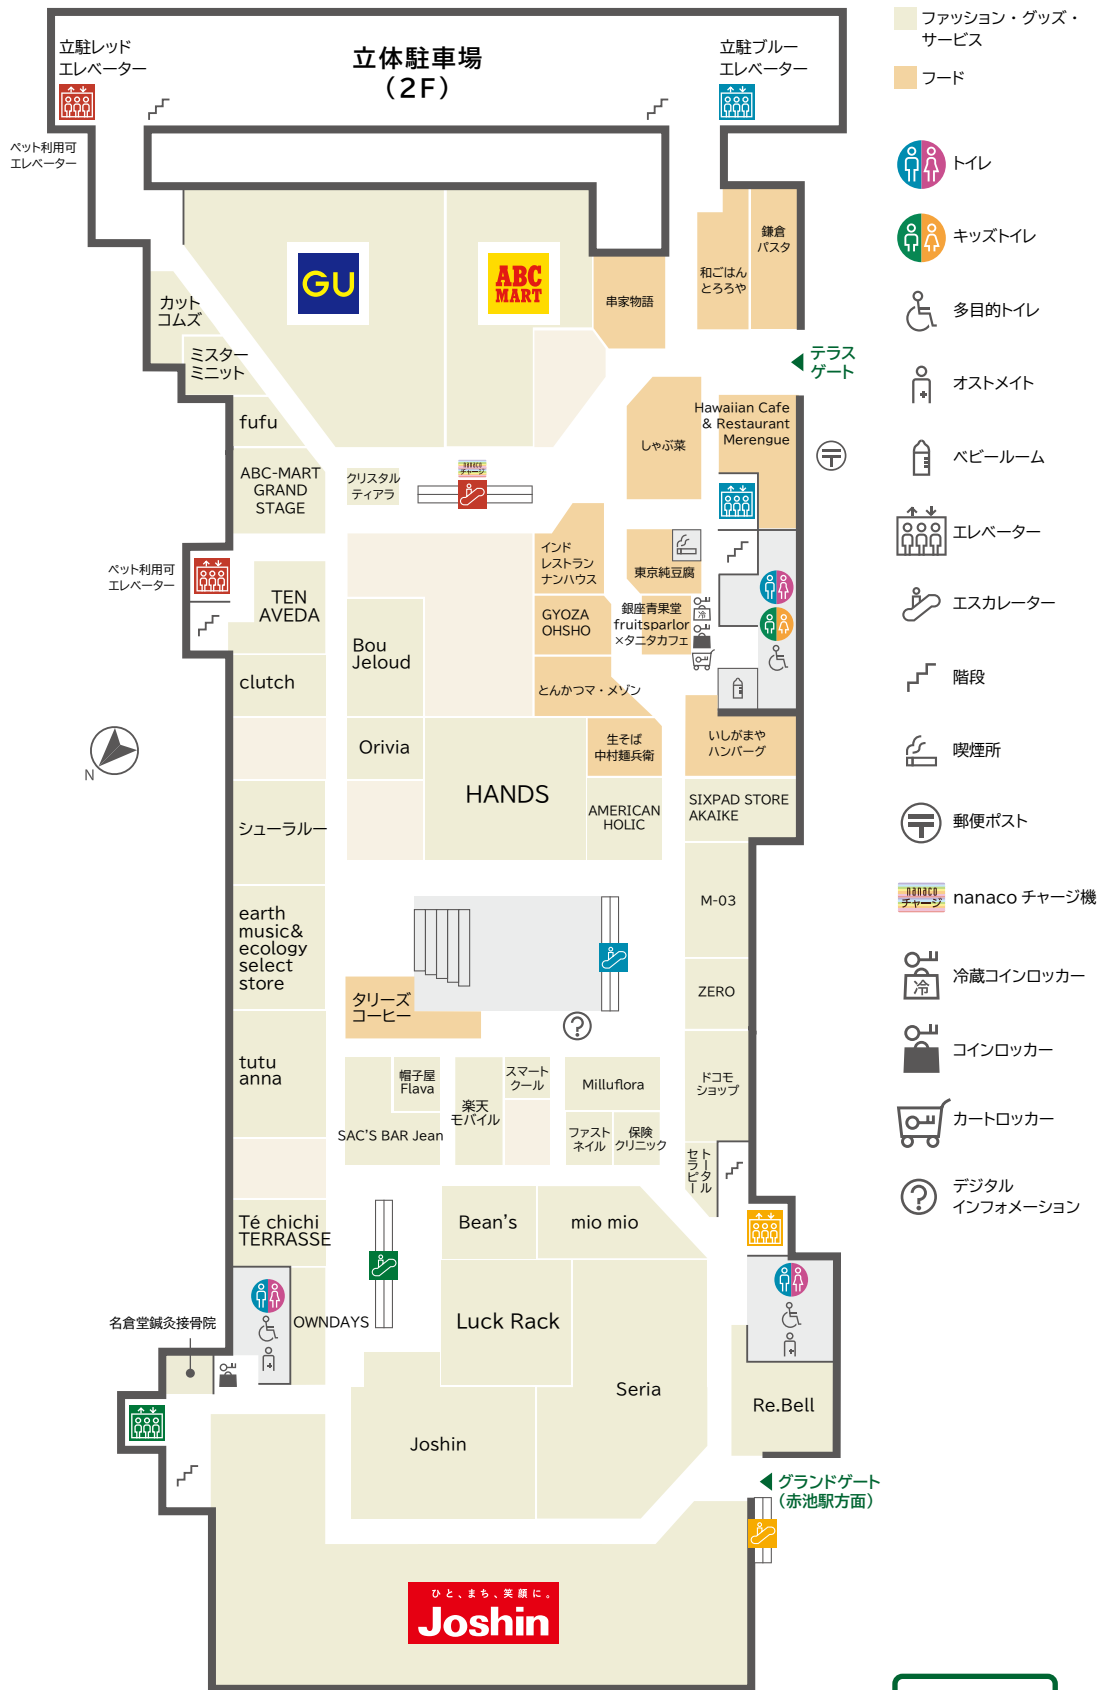 立駐レッド
エレベーター
立体駐車場
（2F）
立駐ブルー
エレベーター
ペット利用可
エレベーター
GU
ABC
MART
串家物語
和ごはん
とろろや
鎌倉
パスタ
カット
コムズ
ミスター
ミニット
テラス
ゲート
fufu
しゃぶ菜
Hawaiian Cafe
& Restaurant
Merengue
ABC-MART
GRAND
STAGE
クリスタル
ティアラ
nanaco
チャージ
ペット利用可
エレベーター
インド
レストラン
ナンハウス
東京純豆腐
TEN
AVEDA
Bou
Jeloud
GYOZA
OHSHO
銀座青果堂
fruitsparlor
×タニタカフェ
冷
clutch
とんかつマ・メゾン
N
Orivia
HANDS
生そば
中村麺兵衛
いしがまや
ハンバーグ
シューラルー
AMERICAN
HOLIC
SIXPAD STORE
AKAIKE
earth
music&
ecology
select
store
M-03
ZERO
タリーズ
コーヒー
tutu
anna
帽子屋
Flava
SAC'S BAR Jean
楽天
モバイル
スマート
クール
Milluflora
ファスト
ネイル
保険
クリニック
ドコモ
ショップ
トータル
セラピー
Té chichi
TERRASSE
Bean's
mio mio
OWNDAYS
Luck Rack
名倉堂鍼灸接骨院
Seria
Re.Bell
Joshin
グランドゲート
（赤池駅方面）
ひと、まち、笑顔に。
Joshin
ファッション・グッズ・
サービス
フード
トイレ
キッズトイレ
多目的トイレ
オストメイト
ベビールーム
エレベーター
エスカレーター
階段
喫煙所
郵便ポスト
nanaco
チャージ
nanaco チャージ機
冷
冷蔵コインロッカー
コインロッカー
カートロッカー
デジタル
インフォメーション